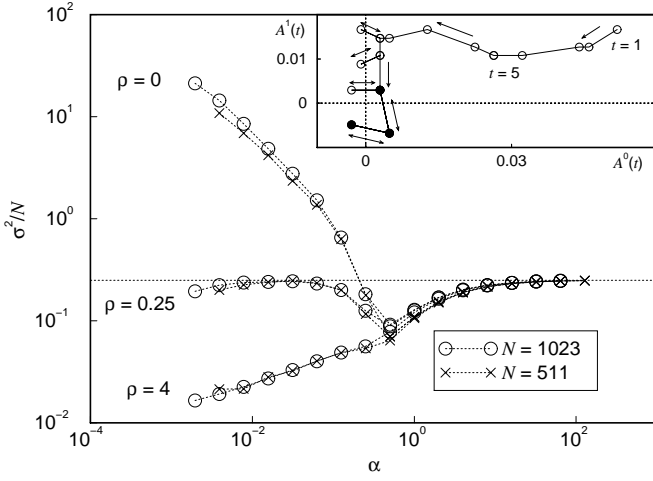 10^2
10^1
10^0
10^-1
10^-2
σ^2/N
10^-4
10^-2
10^0
10^2
α
ρ = 0
ρ = 0.25
ρ = 4
N = 1023
N = 511
A^1(t)
0.01
0
0
0.03
A^0(t)
t = 1
t = 5